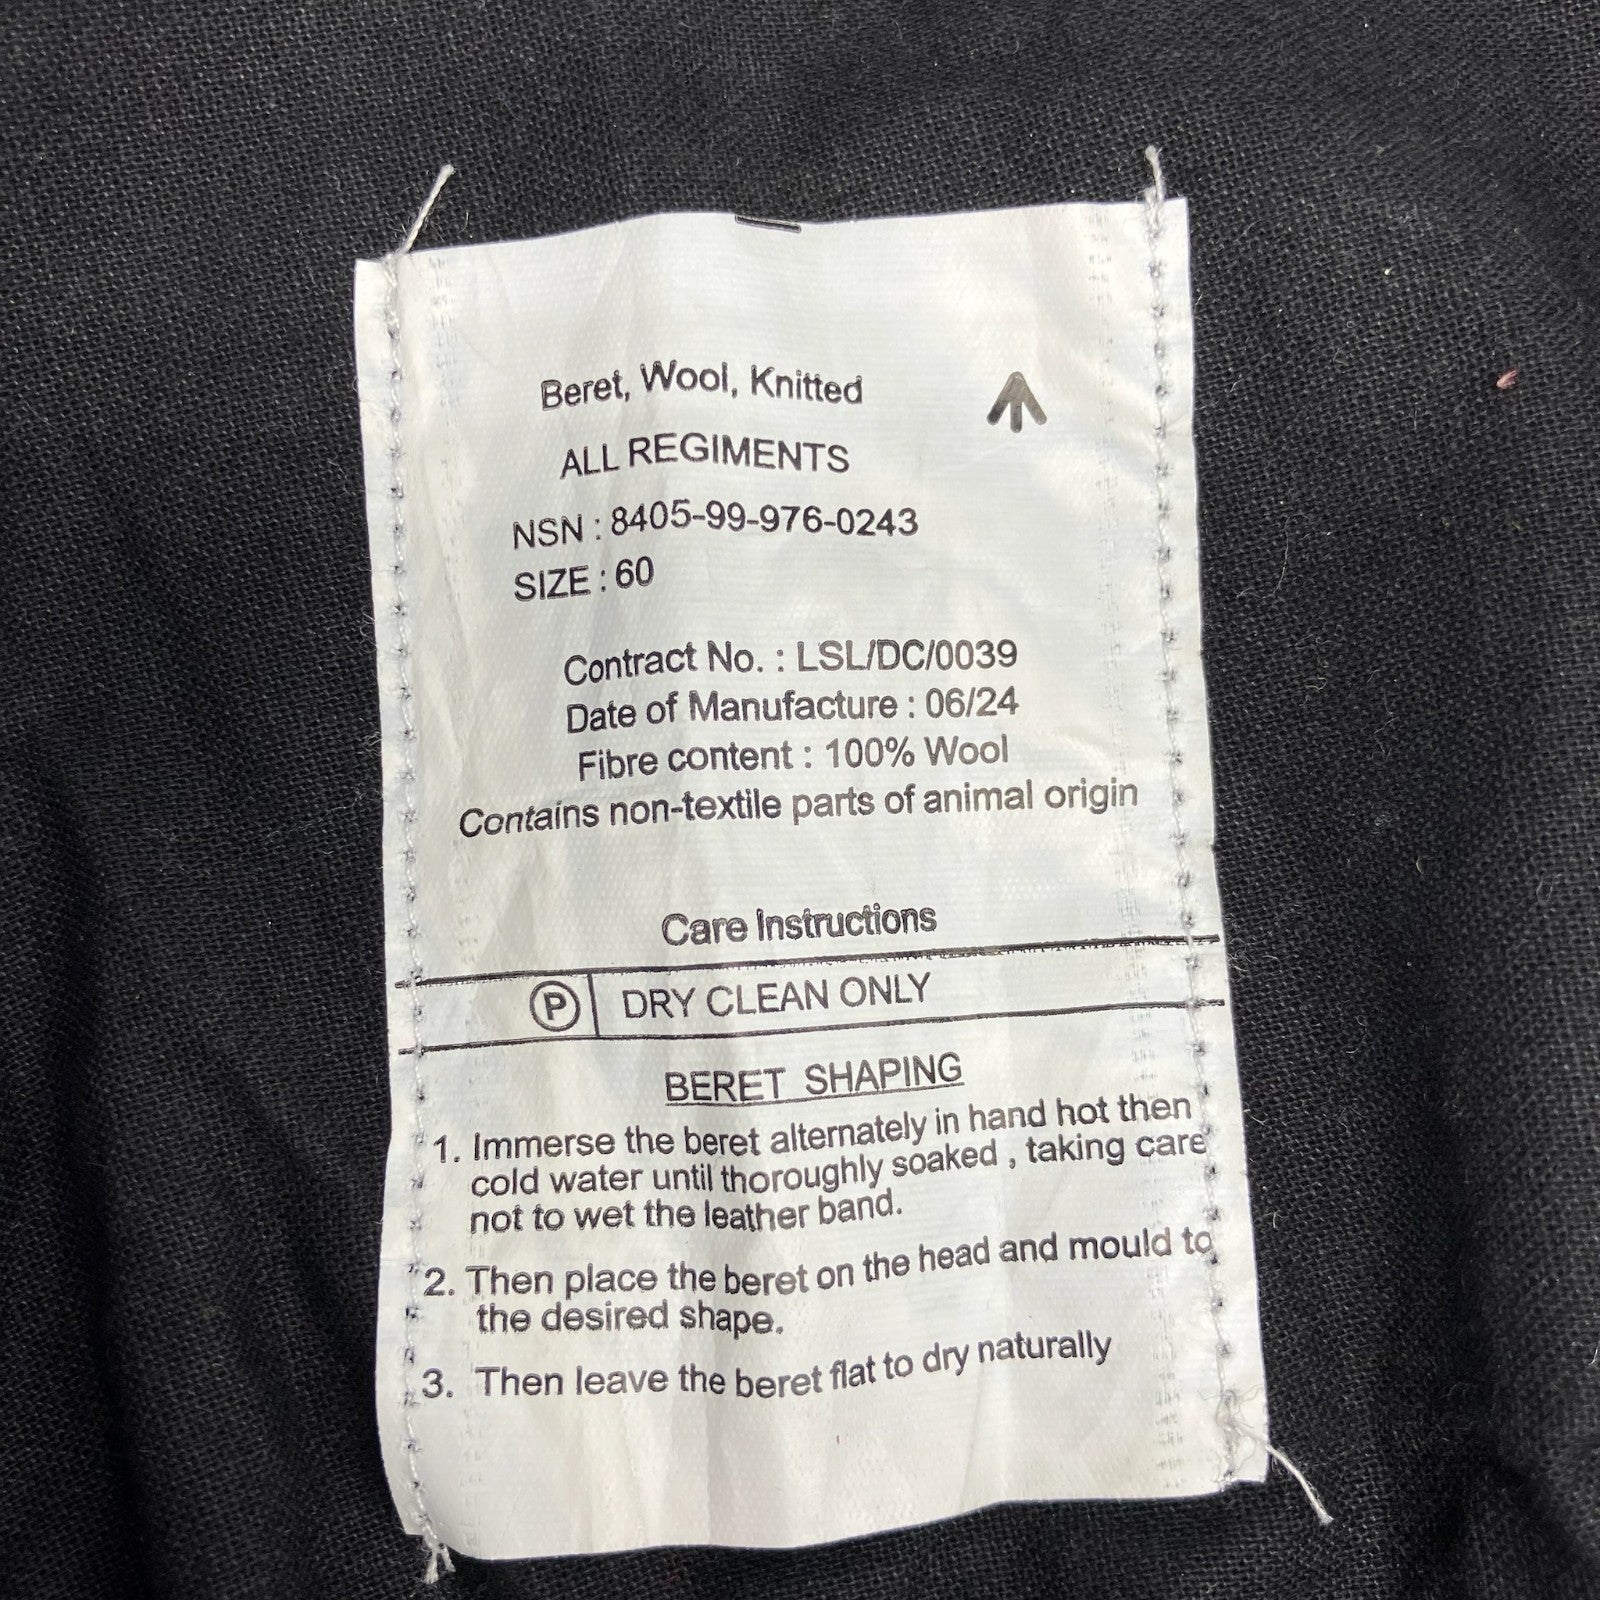 Beret, Wool, Knitted
ALL REGIMENTS
NSN : 8405-99-976-0243
SIZE : 60
Contract No. : LSL/DC/0039
Date of Manufacture : 06/24
Fibre content : 100% Wool
Contains non-textile parts of animal origin
Care Instructions
P DRY CLEAN ONLY
BERET SHAPING
1. Immerse the beret alternately in hand hot then
cold water until thoroughly soaked , taking care
not to wet the leather band.
2. Then place the beret on the head and mould to
the desired shape.
3. Then leave the beret flat to dry naturally